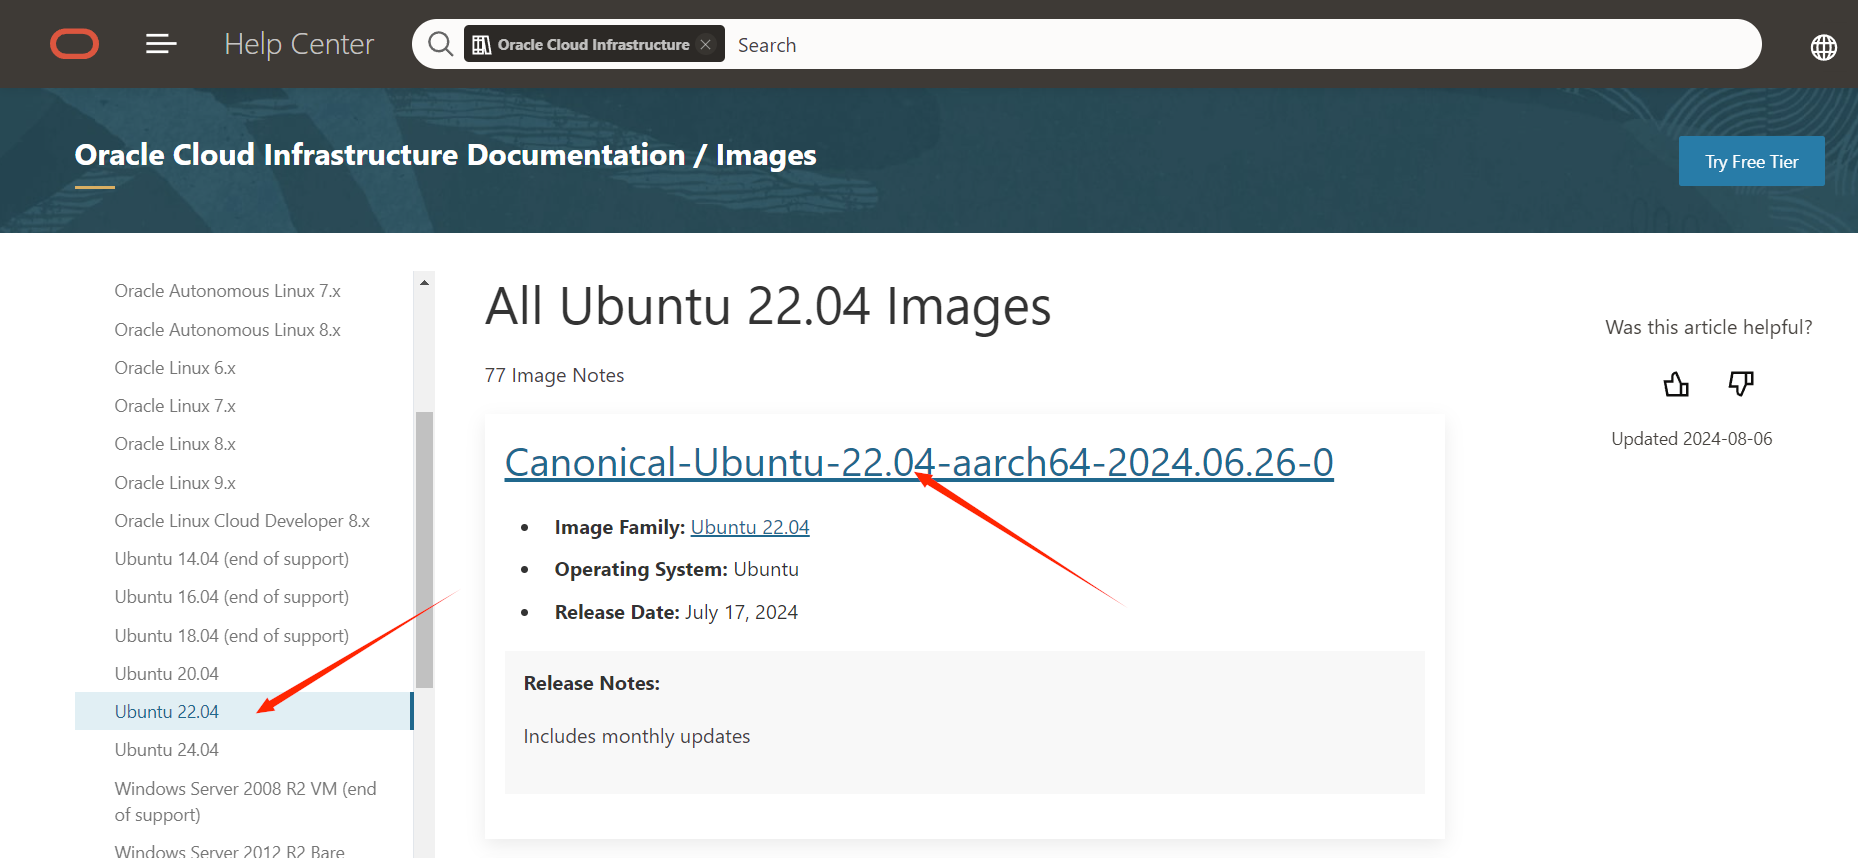 Help Center
Oracle Cloud Infrastructure
Search
Oracle Cloud Infrastructure Documentation / Images
Try Free Tier
Oracle Autonomous Linux 7.x
Oracle Autonomous Linux 8.x
Oracle Linux 6.x
Oracle Linux 7.x
Oracle Linux 8.x
Oracle Linux 9.x
Oracle Linux Cloud Developer 8.x
Ubuntu 14.04 (end of support)
Ubuntu 16.04 (end of support)
Ubuntu 18.04 (end of support)
Ubuntu 20.04
Ubuntu 22.04
Ubuntu 24.04
Windows Server 2008 R2 VM (end
of support)
Windows Server 2012 R2 Bare
All Ubuntu 22.04 Images
77 Image Notes
Canonical-Ubuntu-22.04-aarch64-2024.06.26-0
Image Family: Ubuntu 22.04
Operating System: Ubuntu
Release Date: July 17, 2024
Release Notes:
Includes monthly updates
Was this article helpful?
Updated 2024-08-06